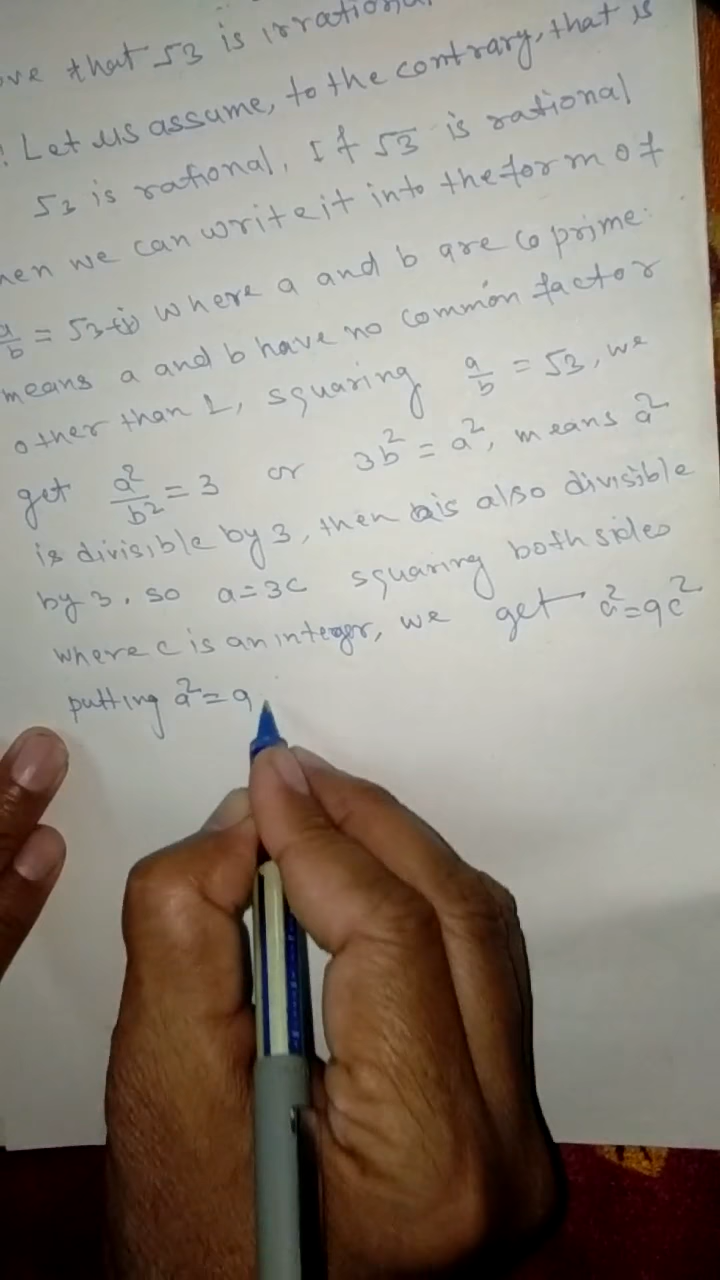 ove that √3 is irrational
! Let us assume, to the contrary, that is
√3 is rational, If √3 is rational
hen we can write it into the form of
a/b = √3 (i) where a and b are co prime.
means a and b have no common factor
other than 1, squaring a/b = √3, we
get a²/b² = 3 or 3b² = a², means a²
is divisible by 3, then a is also divisible
by 3. so a = 3c squaring both sides
where c is an integer, we get a² = 9c²
putting a² = 9